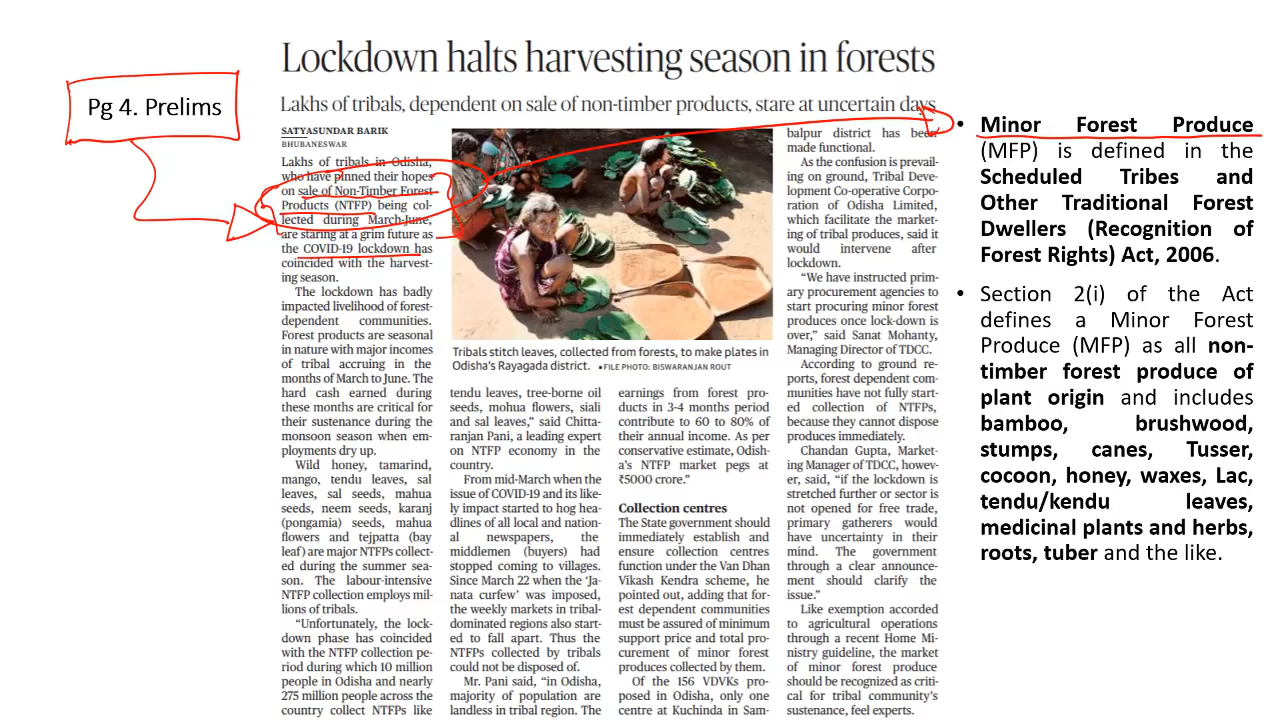 Pg 4. Prelims
Lockdown halts harvesting season in forests
Lakhs of tribals, dependent on sale of non-timber products, stare at uncertain days
SATYASUNDAR BARIK
BHUBANESWAR
Lakhs of tribals in Odisha,
who have pinned their hopes
on sale of Non-Timber Forest
Products (NTFP) being col-
lected during March-June,
are staring at a grim future as
the COVID-19 lockdown has
coincided with the harvest-
ing season.
The lockdown has badly
impacted livelihood of forest-
dependent communities.
Forest products are seasonal
in nature with major incomes
of tribal accruing in the
months of March to June. The
hard cash earned during
these months are critical for
their sustenance during the
monsoon season when em-
ployments dry up.
Wild honey, tamarind,
mango, tendu leaves, sal
leaves, sal seeds, mahua
seeds, neem seeds, karanj
(pongamia) seeds, mahua
flowers and tejpatta (bay
leaf) are major NTFPs collect-
ed during the summer sea-
son. The labour-intensive
NTFP collection employs mil-
lions of tribals.
"Unfortunately, the lock-
down phase has coincided
with the NTFP collection pe-
riod during which 10 million
people in Odisha and nearly
275 million people across the
country collect NTFPs like
Tribals stitch leaves, collected from forests, to make plates in
Odisha's Rayagada district. ▪FILE PHOTO: BISWARANJAN ROUT
tendu leaves, tree-borne oil
seeds, mohua flowers, siali
and sal leaves," said Chitta-
ranjan Pani, a leading expert
on NTFP economy in the
country.
From mid-March when the
issue of COVID-19 and its like-
ly impact started to hog hea-
dlines of all local and nation-
al newspapers, the
middlemen (buyers) had
stopped coming to villages.
Since March 22 when the 'Ja-
nata curfew' was imposed,
the weekly markets in tribal-
dominated regions also start-
ed to fall apart. Thus the
NTFPs collected by tribals
could not be disposed of.
Mr. Pani said, "in Odisha,
majority of population are
landless in tribal region. The
earnings from forest pro-
ducts in 3-4 months period
contribute to 60 to 80% of
their annual income. As per
conservative estimate, Odish-
a's NTFP market pegs at
₹5000 crore."
Collection centres
The State government should
immediately establish and
ensure collection centres
function under the Van Dhan
Vikash Kendra scheme, he
pointed out, adding that for-
est dependent communities
must be assured of minimum
support price and total pro-
curement of minor forest
produces collected by them.
Of the 156 VDVKs pro-
posed in Odisha, only one
centre at Kuchinda in Sam-
balpur district has been
made functional.
As the confusion is prevail-
ing on ground, Tribal Deve-
lopment Co-operative Corpo-
ration of Odisha Limited,
which facilitate the market-
ing of tribal produces, said it
would intervene after
lockdown.
"We have instructed prim-
ary procurement agencies to
start procuring minor forest
produces once lock-down is
over," said Sanat Mohanty,
Managing Director of TDCC.
According to ground re-
ports, forest dependent com-
munities have not fully start-
ed collection of NTFPs,
because they cannot dispose
produces immediately.
Chandan Gupta, Market-
ing Manager of TDCC, howev-
er, said, "if the lockdown is
stretched further or sector is
not opened for free trade,
primary gatherers would
have uncertainty in their
mind. The government
through a clear announce-
ment should clarify the
issue."
Like exemption accorded
to agricultural operations
through a recent Home Mi-
nistry guideline, the market
of minor forest produce
should be recognized as criti-
cal for tribal community's
sustenance, feel experts.
• Minor Forest Produce
(MFP) is defined in the
Scheduled Tribes and
Other Traditional Forest
Dwellers (Recognition of
Forest Rights) Act, 2006.
• Section 2(i) of the Act
defines a Minor Forest
Produce (MFP) as all non-
timber forest produce of
plant origin and includes
bamboo, brushwood,
stumps, canes, Tusser,
cocoon, honey, waxes, Lac,
tendu/kendu leaves,
medicinal plants and herbs,
roots, tuber and the like.